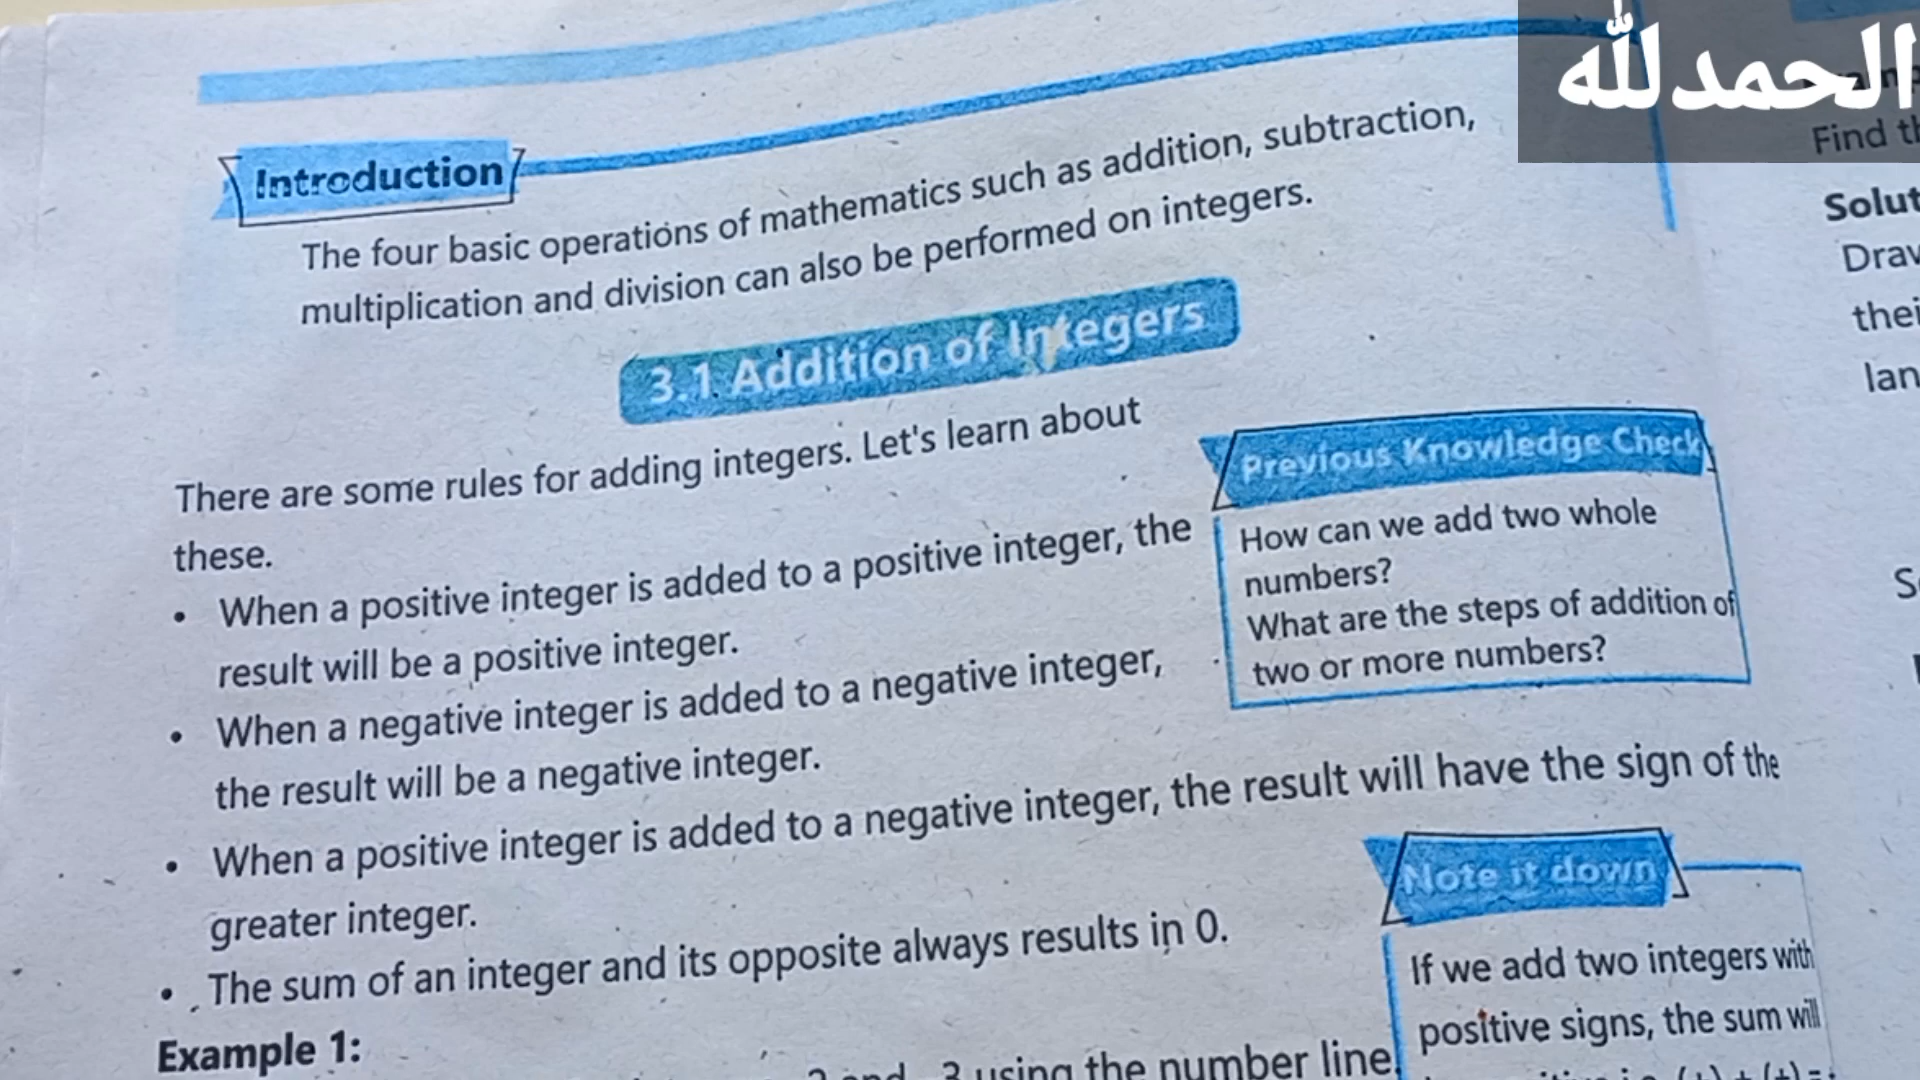 الحمدلله
Introduction
The four basic operations of mathematics such as addition, subtraction,
multiplication and division can also be performed on integers.
3.1 Addition of Integers
There are some rules for adding integers. Let's learn about
these.
• When a positive integer is added to a positive integer, the
result will be a positive integer.
• When a negative integer is added to a negative integer,
the result will be a negative integer.
• When a positive integer is added to a negative integer, the result will have the sign of the
greater integer.
• The sum of an integer and its opposite always results in 0.
Example 1:
3 using the number line.
Previous Knowledge Check
How can we add two whole
numbers?
What are the steps of addition of
two or more numbers?
Note it down
If we add two integers with
positive signs, the sum will
Find